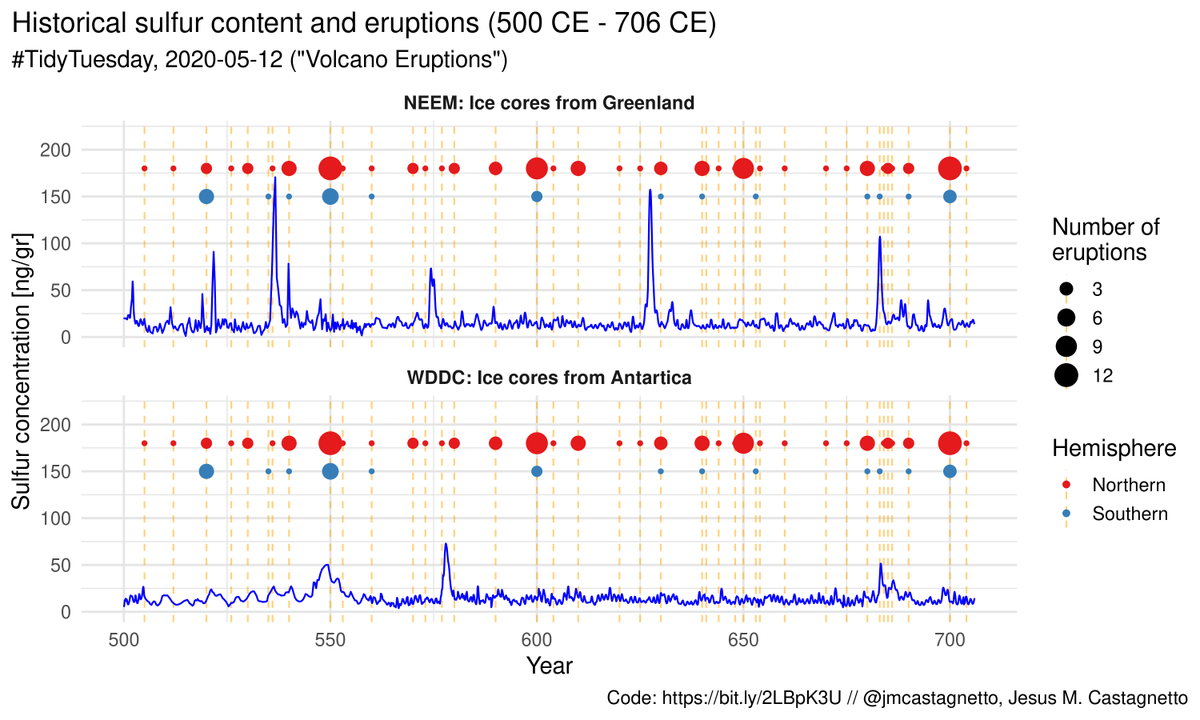 Historical sulfur content and eruptions (500 CE - 706 CE)
#TidyTuesday, 2020-05-12 ("Volcano Eruptions")
NEEM: Ice cores from Greenland
200
150
100
50
0
WDDC: Ice cores from Antartica
200
150
100
50
0
500 550 600 650 700
Year
Sulfur concentration [ng/gr]
Number of
eruptions
3
6
9
12
Hemisphere
Northern
Southern
Code: https://bit.ly/2LBpK3U // @jmcastagnetto, Jesus M. Castagnetto